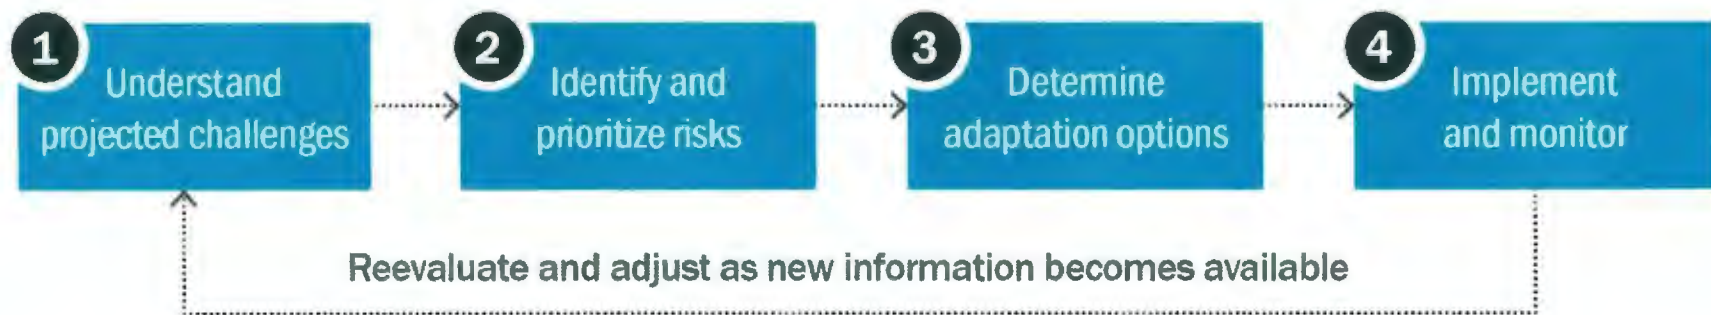 1
Understand
projected challenges
2
Identify and
prioritize risks
3
Determine
adaptation options
4
Implement
and monitor
Reevaluate and adjust as new information becomes available